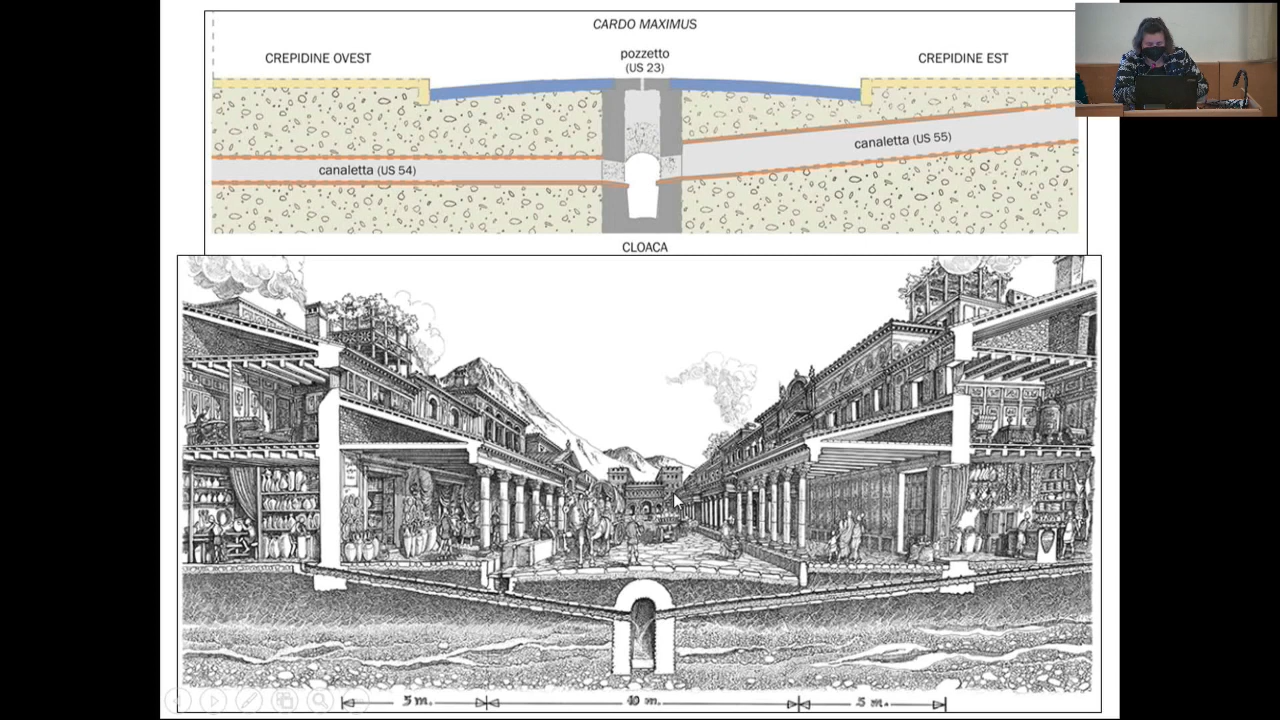 CARDO MAXIMUS
CREPIDINE OVEST
pozzetto
(US 23)
CREPIDINE EST
canaletta (US 54)
canaletta (US 55)
CLOACA
5 m.
10 m.
5 m.